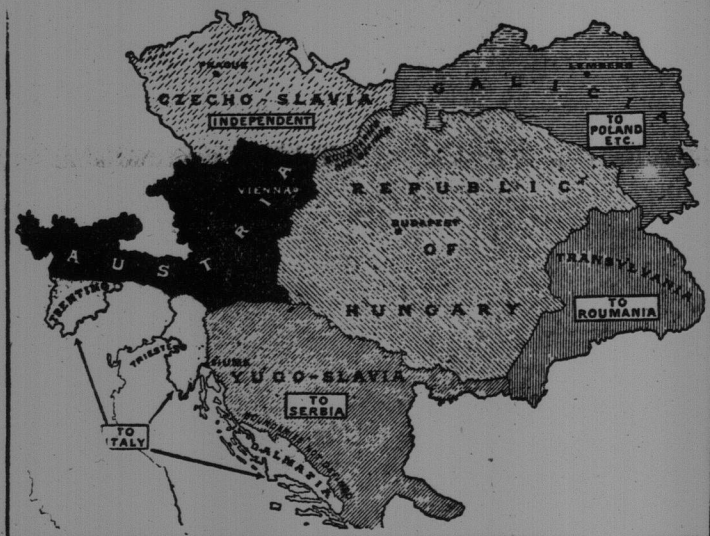 PRAGUE
CZECHO-SLAVIA
INDEPENDENT
GALICIA
LEMBERG
TO
POLAND
ETC.
VIENNA
AUSTRIA
REPUBLIC
BUDAPEST
OF
HUNGARY
TRANSYLVANIA
TO
ROUMANIA
TRENTINO
TRIESTE
FIUME
YUGO-SLAVIA
TO
SERBIA
TO
ITALY
DALMATIA